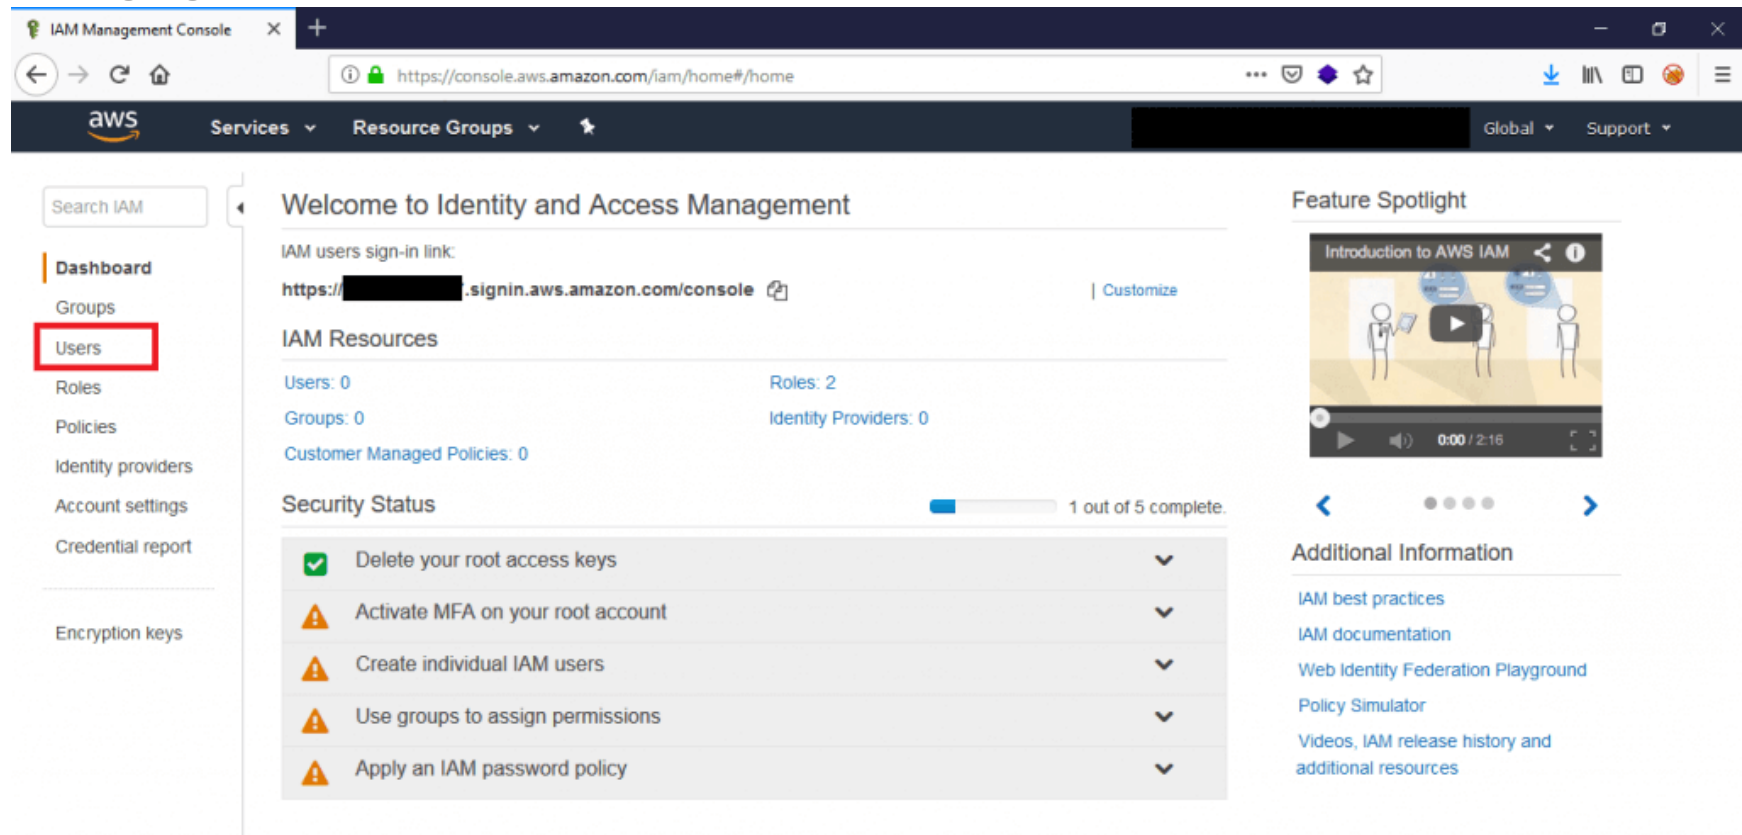 IAM Management Console
https://console.aws.amazon.com/iam/home#/home
aws
Services
Resource Groups
Global
Support
Search IAM
Dashboard
Groups
Users
Roles
Policies
Identity providers
Account settings
Credential report
Encryption keys
Welcome to Identity and Access Management
IAM users sign-in link:
https:// .signin.aws.amazon.com/console
| Customize
IAM Resources
Users: 0
Roles: 2
Groups: 0
Identity Providers: 0
Customer Managed Policies: 0
Security Status
1 out of 5 complete.
Delete your root access keys
Activate MFA on your root account
Create individual IAM users
Use groups to assign permissions
Apply an IAM password policy
Feature Spotlight
Introduction to AWS IAM
0:00 / 2:16
Additional Information
IAM best practices
IAM documentation
Web Identity Federation Playground
Policy Simulator
Videos, IAM release history and
additional resources